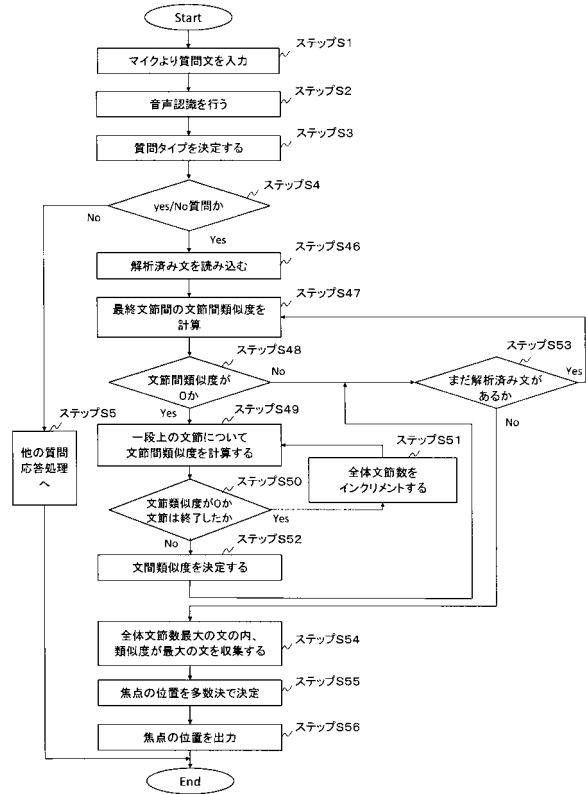 Start
ステップS1
マイクより質問文を入力
ステップS2
音声認識を行う
ステップS3
質問タイプを決定する
ステップS4
yes/No質問か
No
Yes
ステップS46
解析済み文を読み込む
ステップS47
最終文節間の文節間類似度を
計算
ステップS48
文節間類似度が
0か
No
Yes
ステップS53
まだ解析済み文が
あるか
Yes
No
ステップS5
他の質問
応答処理
へ
ステップS49
一段上の文節について
文節間類似度を計算する
ステップS51
全体文節数を
インクリメントする
ステップS50
文節類似度が0か
文節は終了したか
Yes
No
ステップS52
文間類似度を決定する
ステップS54
全体文節数最大の文の内、
類似度が最大の文を収集する
ステップS55
焦点の位置を多数決で決定
ステップS56
焦点の位置を出力
End